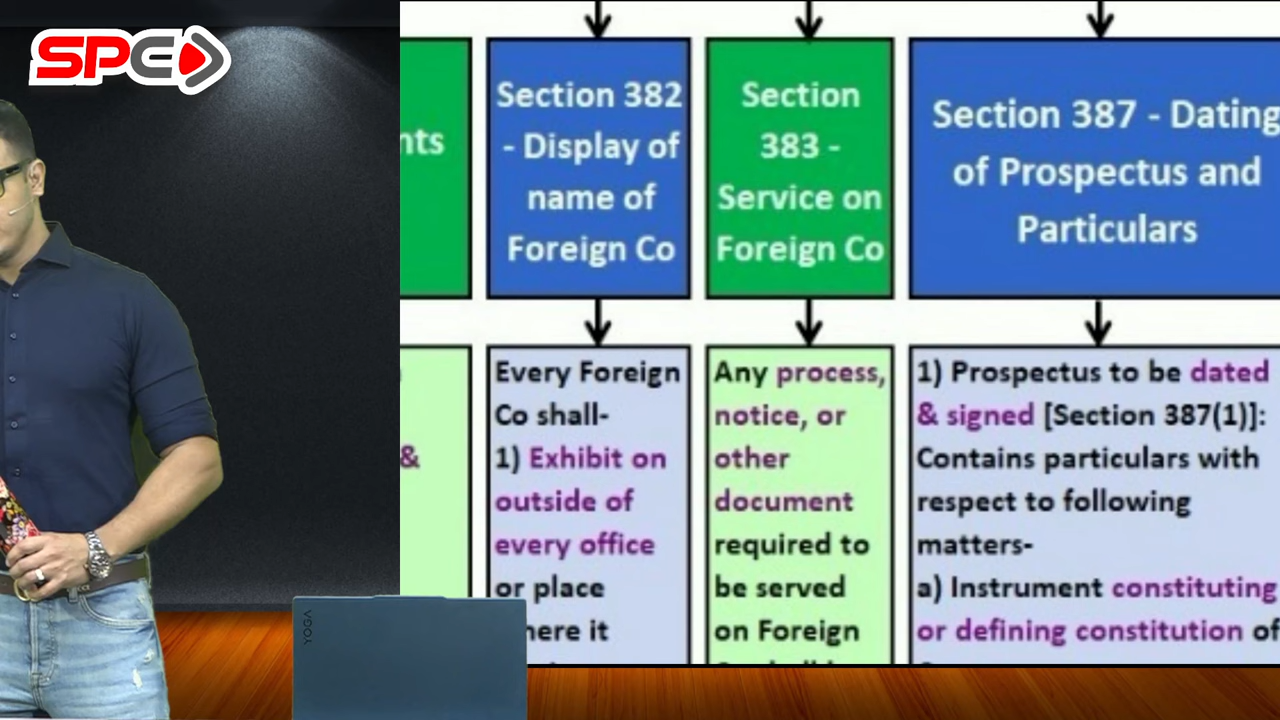 SPE
nts
Section 382
- Display of
name of
Foreign Co
Section
383 -
Service on
Foreign Co
Section 387 - Dating
of Prospectus and
Particulars
&
Every Foreign
Co shall-
1) Exhibit on
outside of
every office
or place
here it
Any process,
notice, or
other
document
required to
be served
on Foreign
1) Prospectus to be dated
& signed [Section 387(1)]:
Contains particulars with
respect to following
matters-
a) Instrument constituting
or defining constitution of
YOGA